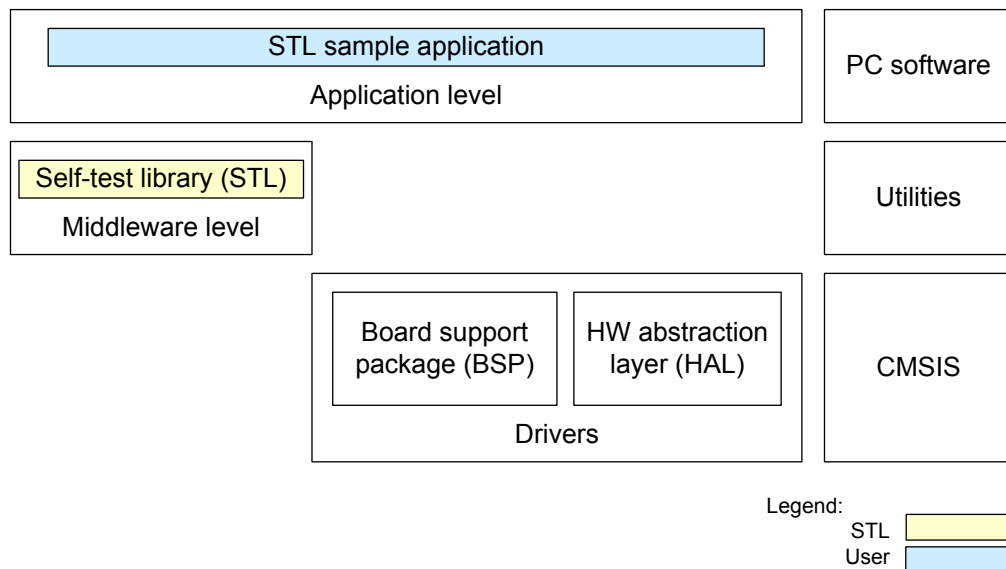 STL sample application
Application level
PC software
Self-test library (STL)
Middleware level
Utilities
Board support
package (BSP)
HW abstraction
layer (HAL)
Drivers
CMSIS
Legend:
STL
User